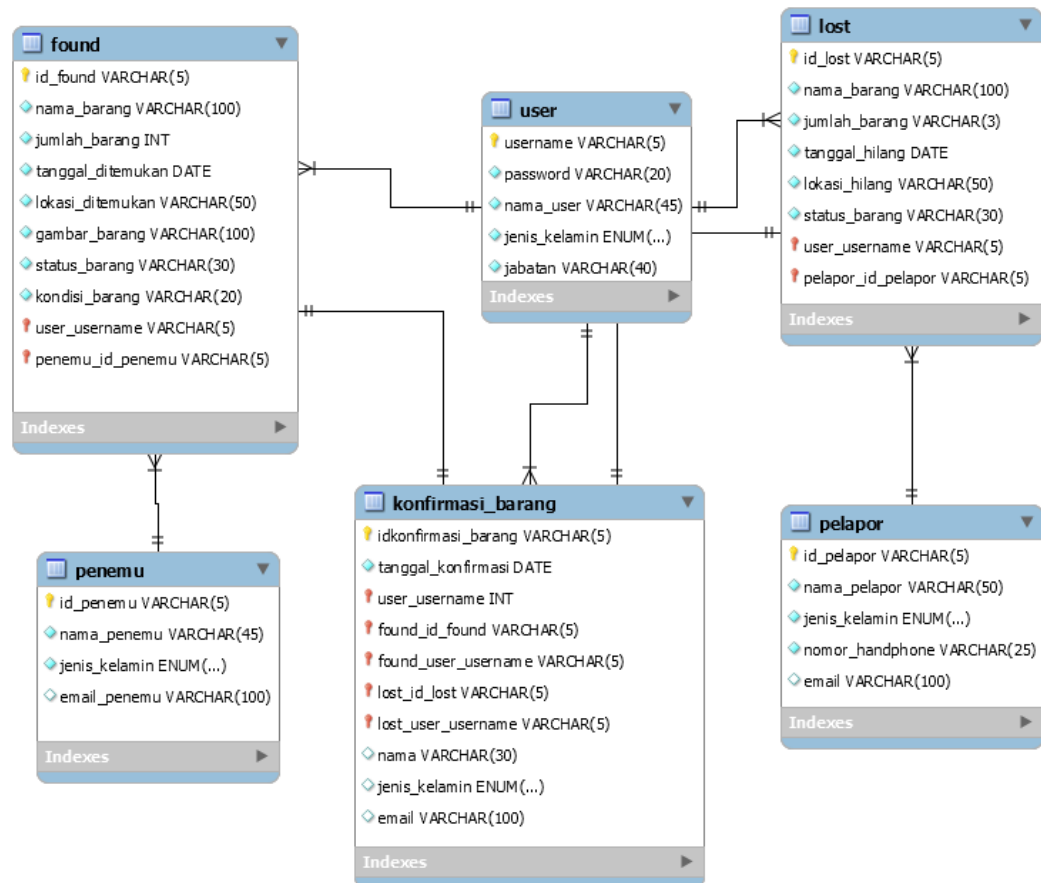 found
id_found VARCHAR(5)
nama_barang VARCHAR(100)
jumlah_barang INT
tanggal_ditemukan DATE
lokasi_ditemukan VARCHAR(50)
gambar_barang VARCHAR(100)
status_barang VARCHAR(30)
kondisi_barang VARCHAR(20)
user_username VARCHAR(5)
penemu_id_penemu VARCHAR(5)
Indexes
user
username VARCHAR(5)
password VARCHAR(20)
nama_user VARCHAR(45)
jenis_kelamin ENUM(...)
jabatan VARCHAR(40)
Indexes
lost
id_lost VARCHAR(5)
nama_barang VARCHAR(100)
jumlah_barang VARCHAR(3)
tanggal_hilang DATE
lokasi_hilang VARCHAR(50)
status_barang VARCHAR(30)
user_username VARCHAR(5)
pelapor_id_pelapor VARCHAR(5)
Indexes
penemu
id_penemu VARCHAR(5)
nama_penemu VARCHAR(45)
jenis_kelamin ENUM(...)
email_penemu VARCHAR(100)
Indexes
konfirmasi_barang
idkonfirmasi_barang VARCHAR(5)
tanggal_konfirmasi DATE
user_username INT
found_id_found VARCHAR(5)
found_user_username VARCHAR(5)
lost_id_lost VARCHAR(5)
lost_user_username VARCHAR(5)
nama VARCHAR(30)
jenis_kelamin ENUM(...)
email VARCHAR(100)
Indexes
pelapor
id_pelapor VARCHAR(5)
nama_pelapor VARCHAR(50)
jenis_kelamin ENUM(...)
nomor_handphone VARCHAR(25)
email VARCHAR(100)
Indexes